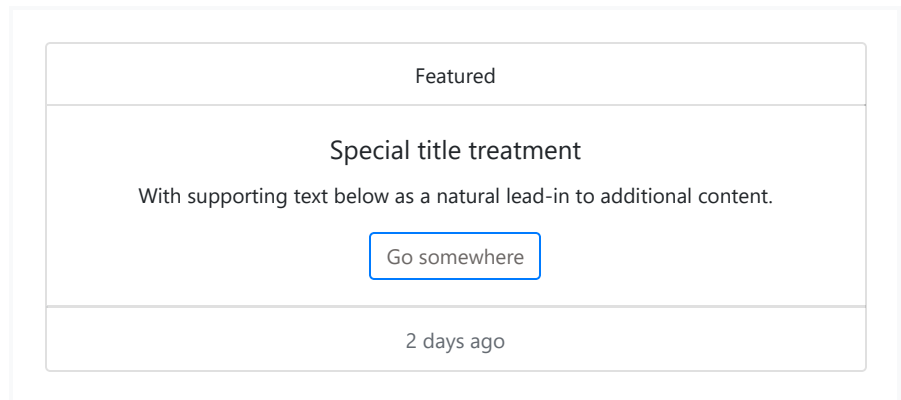 Featured
Special title treatment
With supporting text below as a natural lead-in to additional content.
Go somewhere
2 days ago